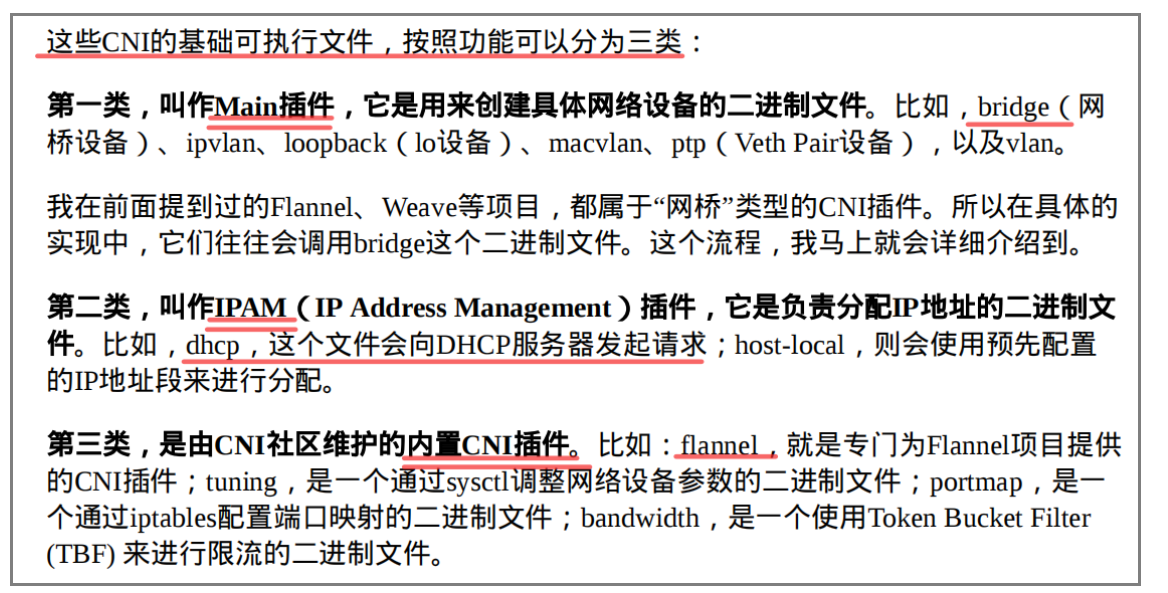 这些CNI的基础可执行文件，按照功能可以分为三类：
第一类，叫作Main插件，它是用来创建具体网络设备的二进制文件。比如，bridge（网
桥设备）、ipvlan、loopback（lo设备）、macvlan、ptp（Veth Pair设备），以及vlan。
我在前面提到过的Flannel、Weave等项目，都属于“网桥”类型的CNI插件。所以在具体的
实现中，它们往往会调用bridge这个二进制文件。这个流程，我马上就会详细介绍到。
第二类，叫作IPAM（IP Address Management）插件，它是负责分配IP地址的二进制文
件。比如，dhcp，这个文件会向DHCP服务器发起请求；host-local，则会使用预先配置
的IP地址段来进行分配。
第三类，是由CNI社区维护的内置CNI插件。比如：flannel，就是专门为Flannel项目提供
的CNI插件；tuning，是一个通过sysctl调整网络设备参数的二进制文件；portmap，是一
个通过iptables配置端口映射的二进制文件；bandwidth，是一个使用Token Bucket Filter
(TBF) 来进行限流的二进制文件。